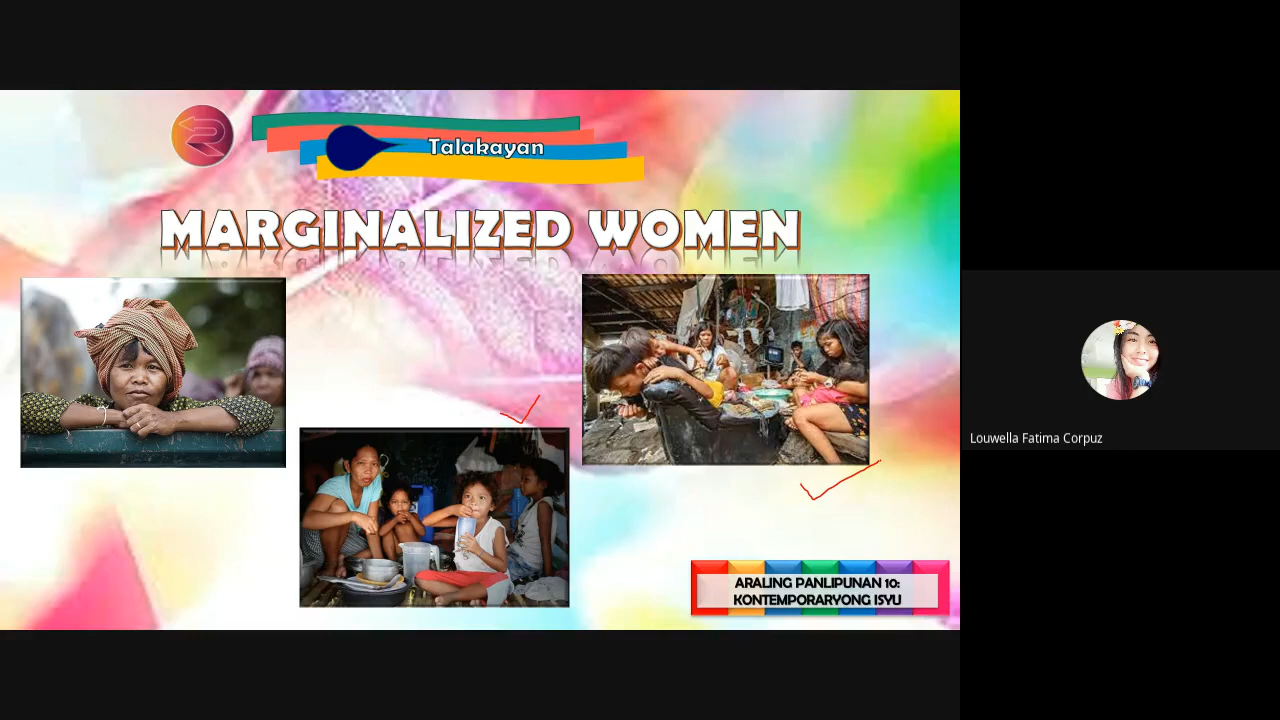 Talakayan
MARGINALIZED WOMEN
ARALING PANLIPUNAN 10:
KONTEMPORARYONG ISYU
Louwella Fatima Corpuz